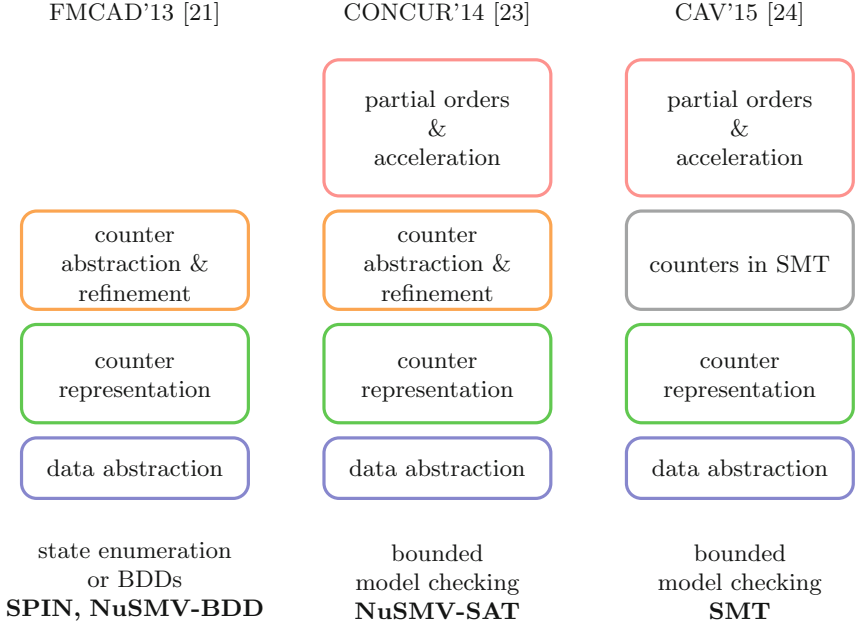 FMCAD’13 [21]
CONCUR’14 [23]
CAV’15 [24]
partial orders
&
acceleration
partial orders
&
acceleration
counter
abstraction &
refinement
counter
abstraction &
refinement
counters in SMT
counter
representation
counter
representation
counter
representation
data abstraction
data abstraction
data abstraction
state enumeration
or BDDs
SPIN, NuSMV-BDD
bounded
model checking
NuSMV-SAT
bounded
model checking
SMT